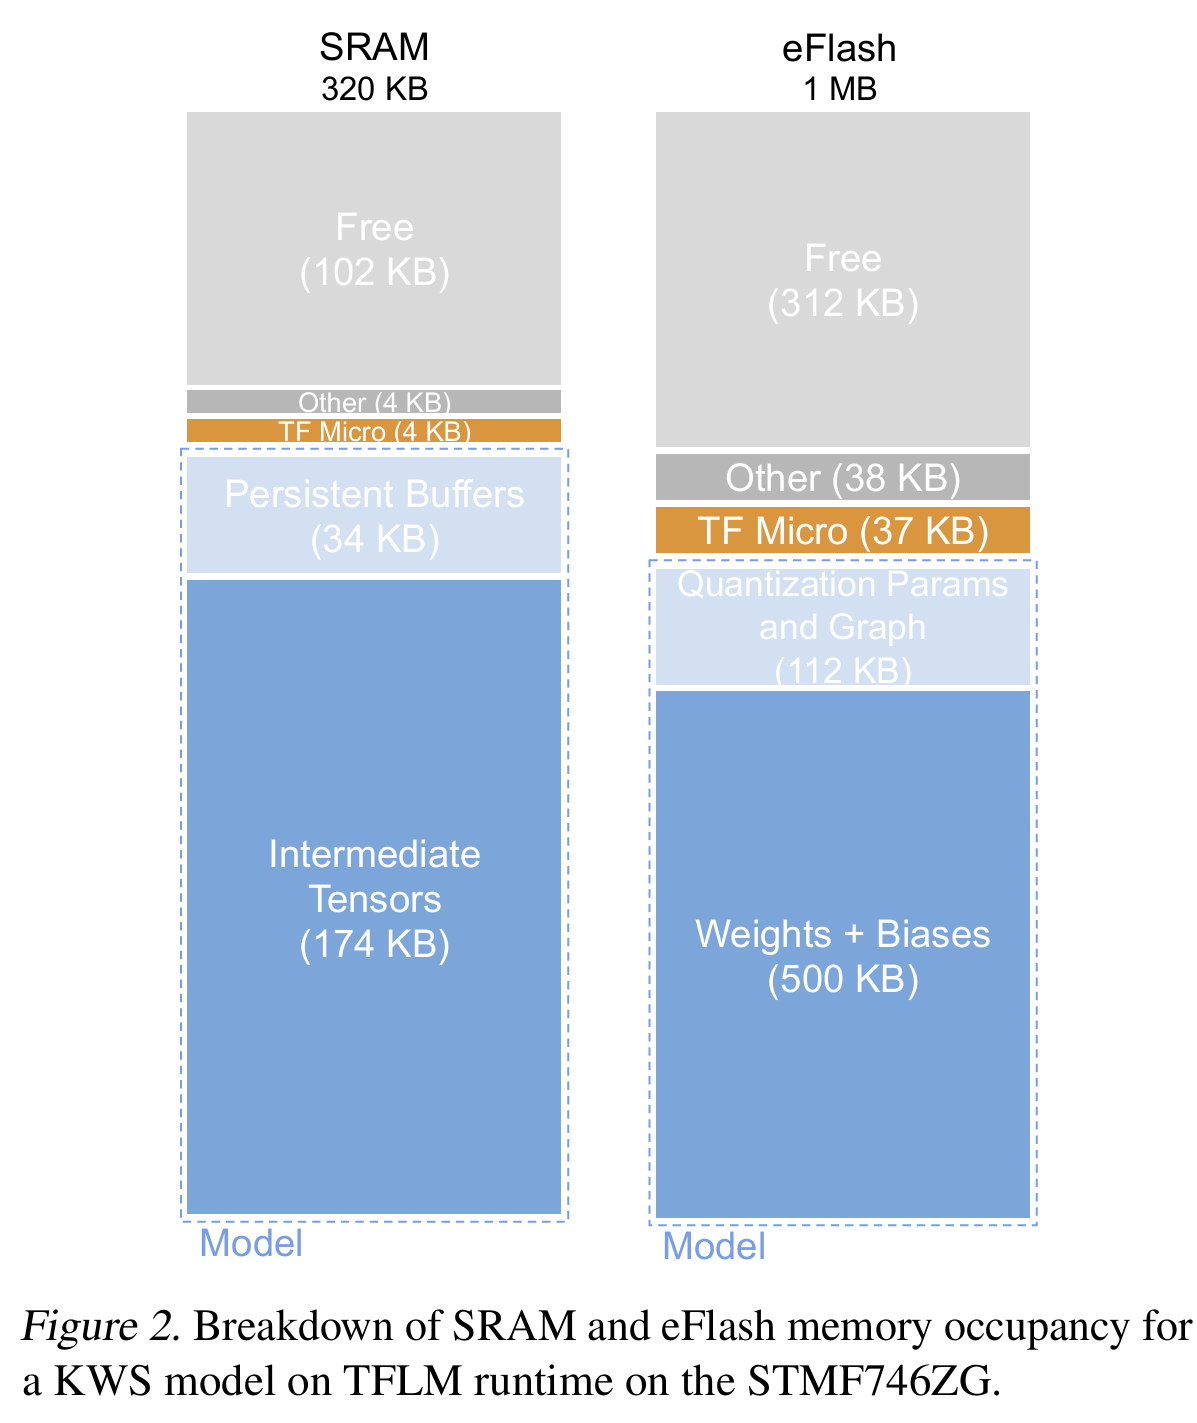 SRAM
320 KB
Free
(102 KB)
Other (4 KB)
TF Micro (4 KB)
Persistent Buffers
(34 KB)
Intermediate
Tensors
(174 KB)
Model
eFlash
1 MB
Free
(312 KB)
Other (38 KB)
TF Micro (37 KB)
Quantization Params
and Graph
(112 KB)
Weights + Biases
(500 KB)
Model
Figure 2. Breakdown of SRAM and eFlash memory occupancy for
a KWS model on TFLM runtime on the STMF746ZG.